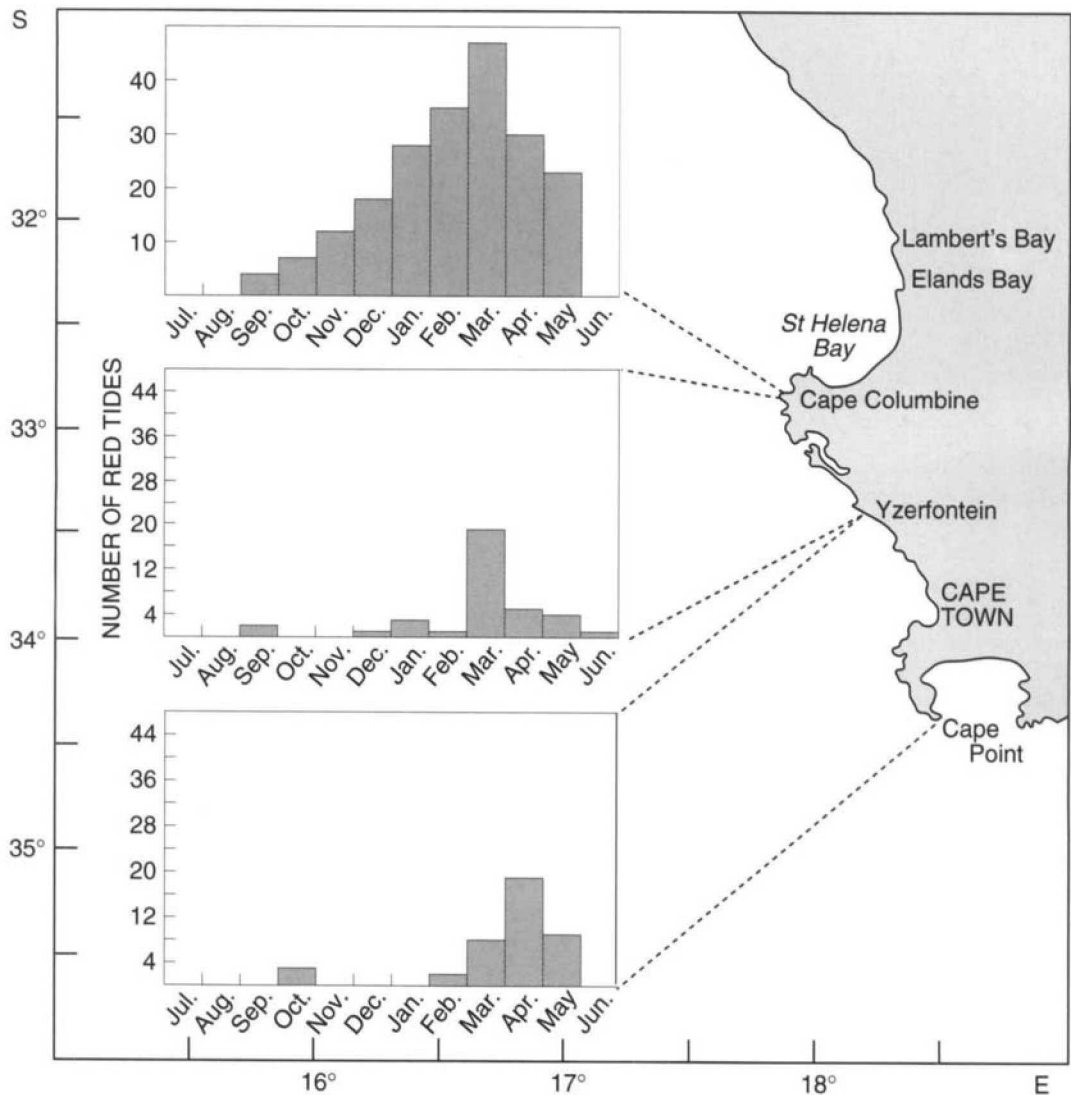 S
40
30
20
10
Jul. Aug. Sep. Oct. Nov. Dec. Jan. Feb. Mar. Apr. May Jun.
32°
Lambert's Bay
Elands Bay
St Helena
Bay
Cape Columbine
33°
NUMBER OF RED TIDES
44
36
28
20
12
4
Jul. Aug. Sep. Oct. Nov. Dec. Jan. Feb. Mar. Apr. May Jun.
Yzerfontein
CAPE
TOWN
34°
44
36
28
20
12
4
Jul. Aug. Sep. Oct. Nov. Dec. Jan. Feb. Mar. Apr. May Jun.
Cape
Point
35°
16° 17° 18° E